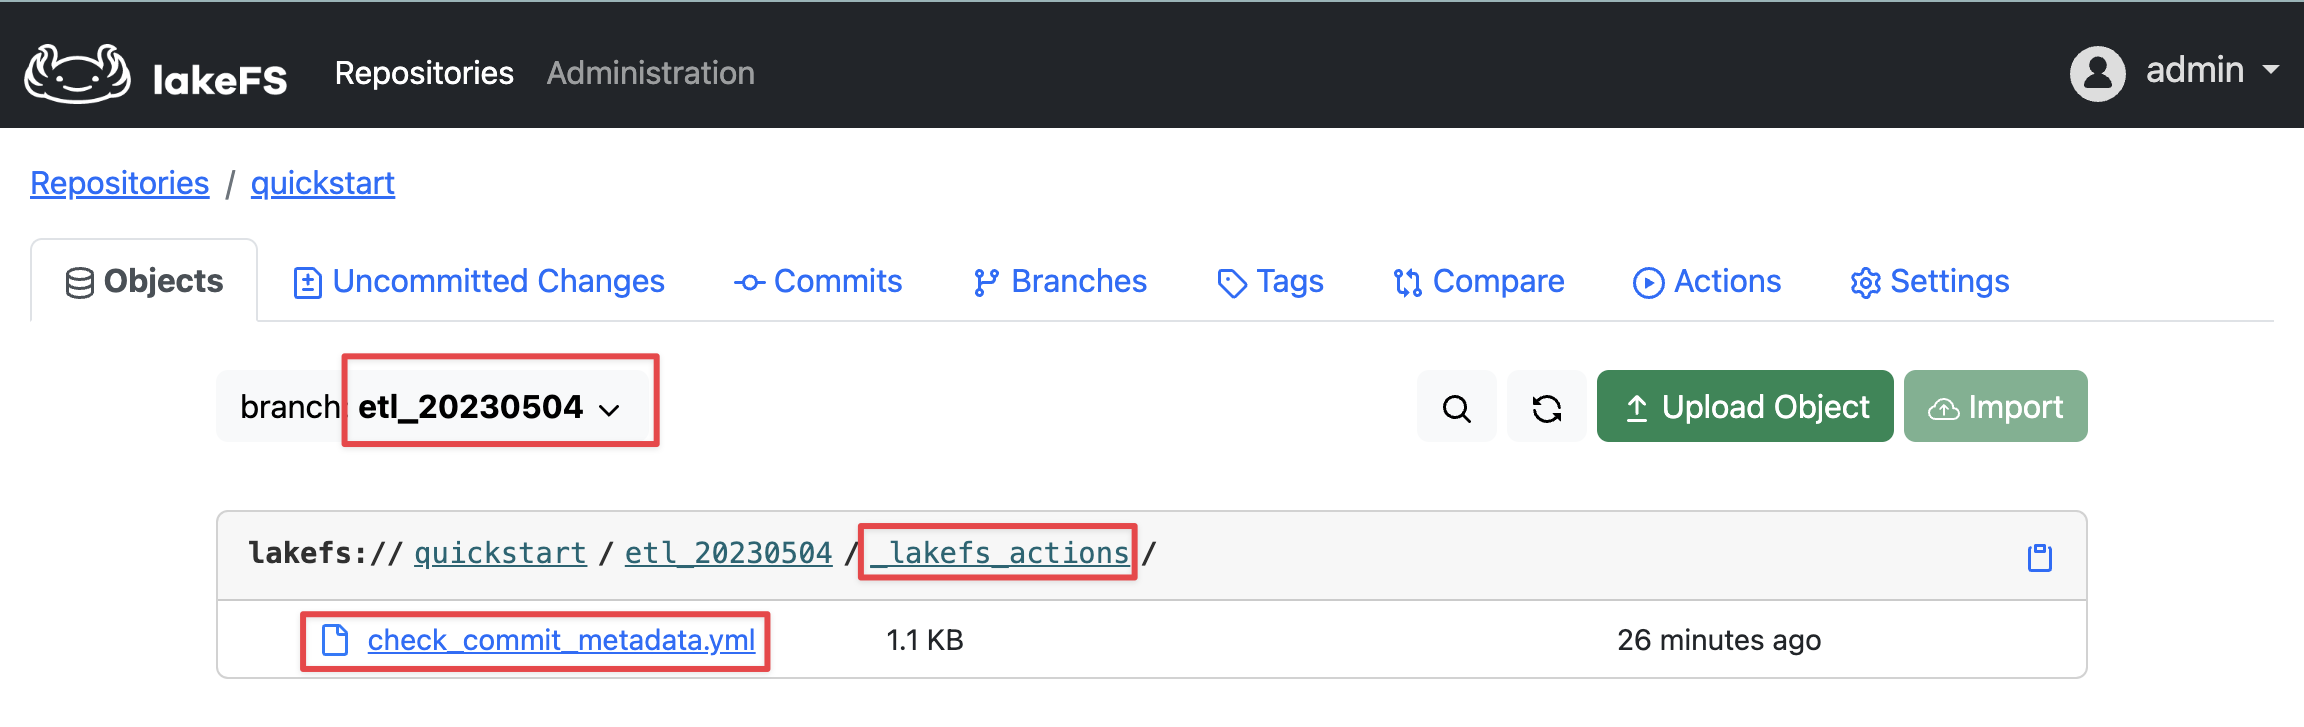 lakeFS Repositories Administration admin
Repositories / quickstart
Objects Uncommitted Changes Commits Branches Tags Compare Actions Settings
branch: etl_20230504 Upload Object Import
lakefs:// quickstart / etl_20230504 /_lakefs_actions/
check_commit_metadata.yml 1.1 KB 26 minutes ago